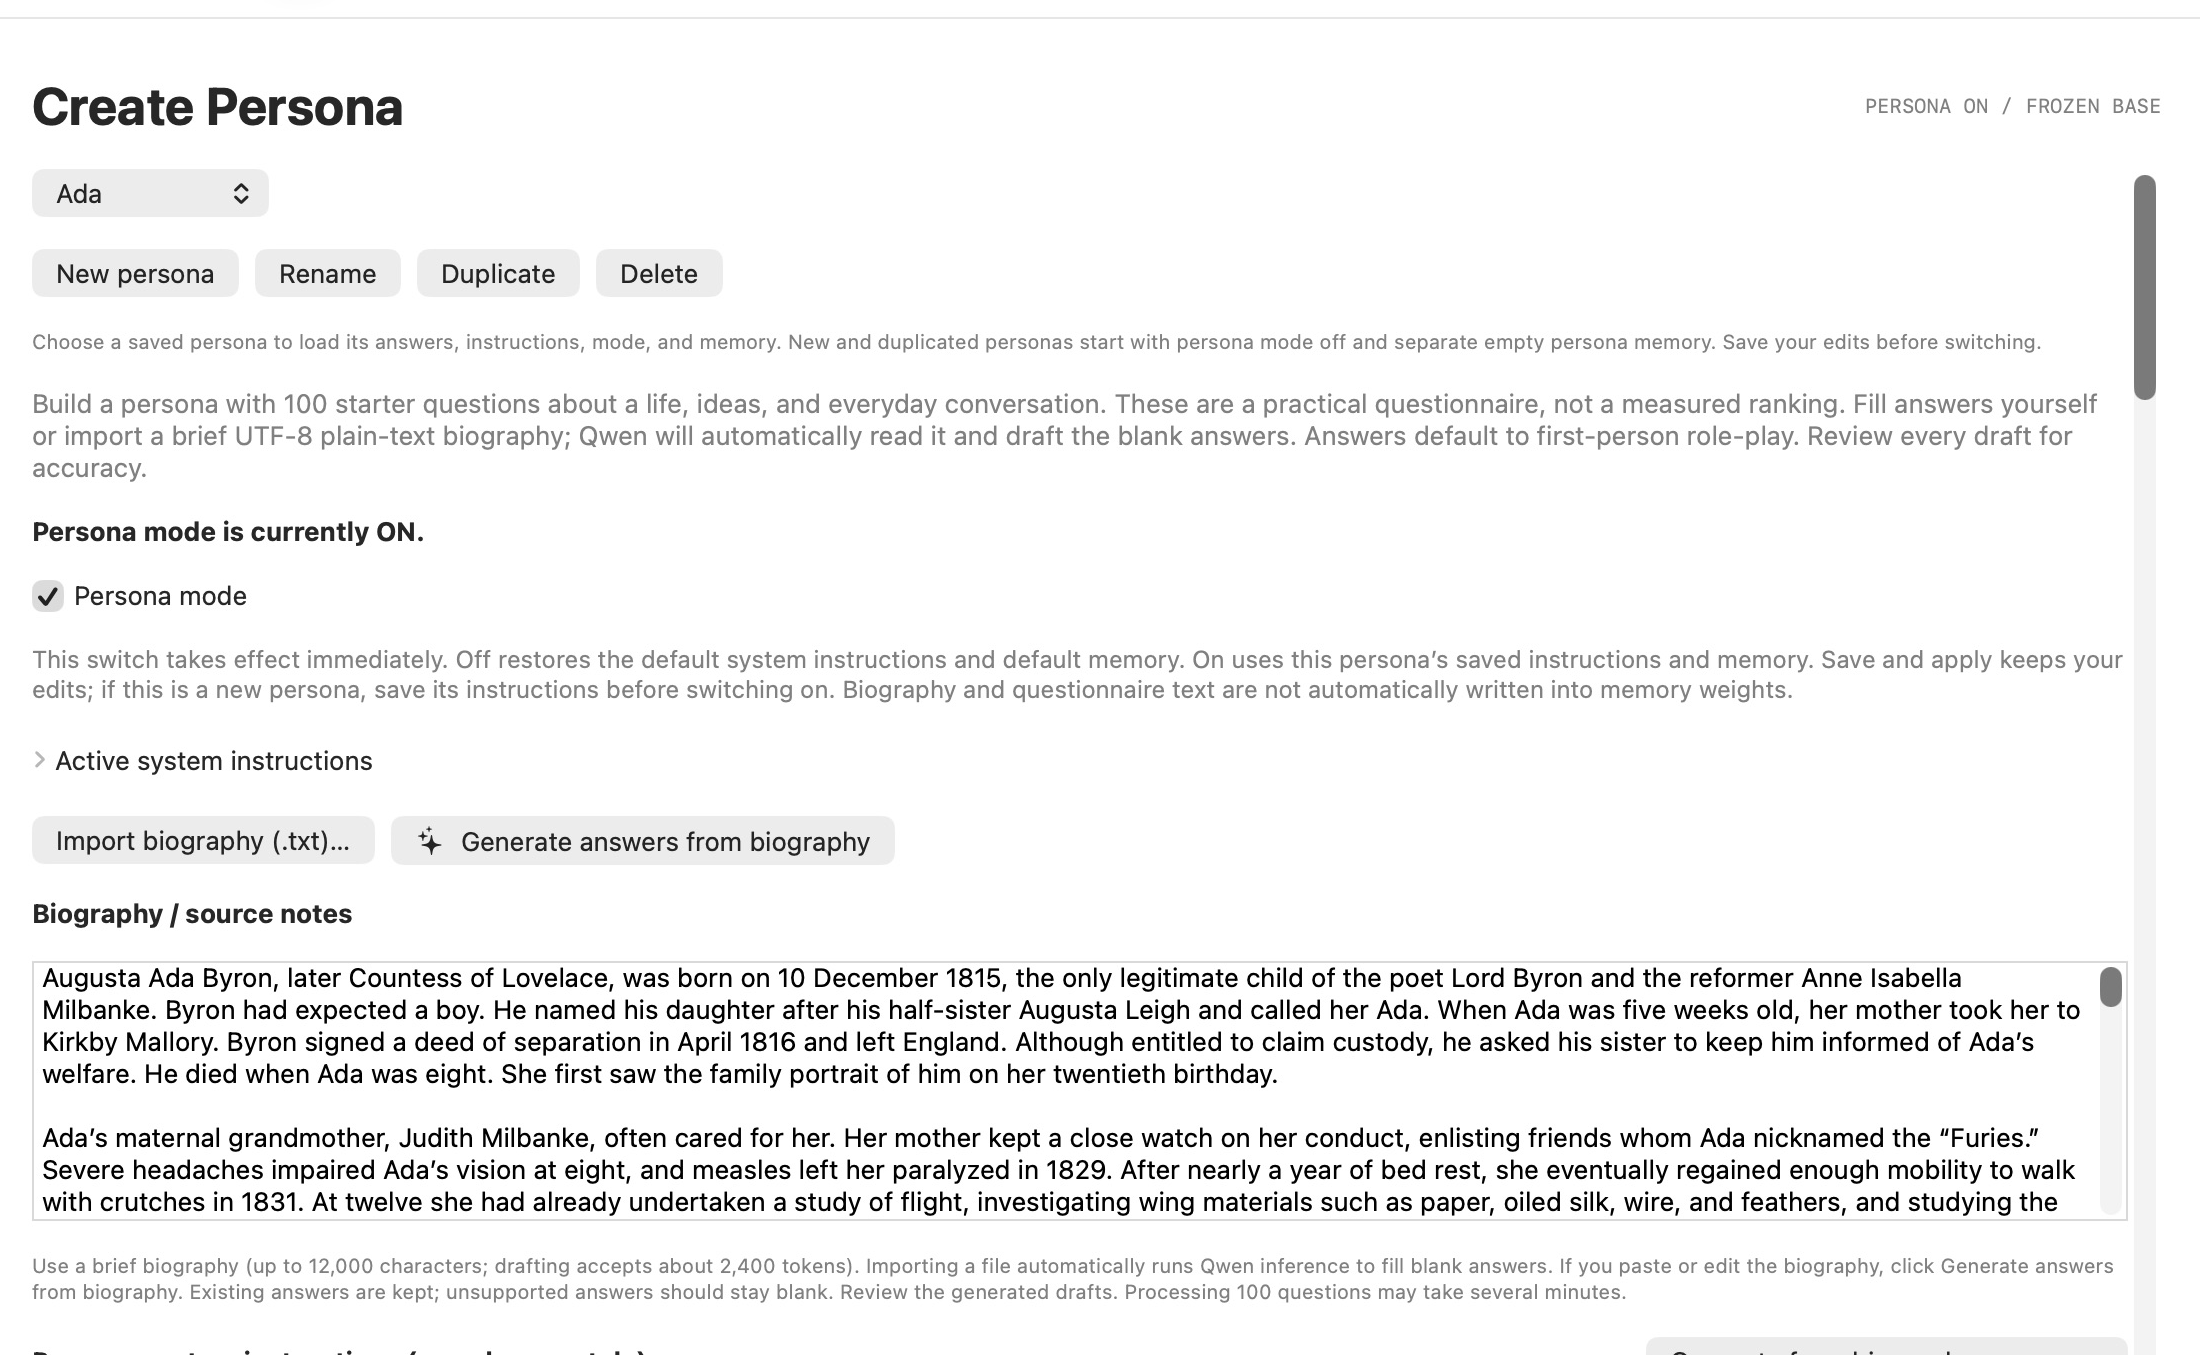 Create Persona
PERSONA ON / FROZEN BASE
Ada
New persona
Rename
Duplicate
Delete
Choose a saved persona to load its answers, instructions, mode, and memory. New and duplicated personas start with persona mode off and separate empty persona memory. Save your edits before switching.
Build a persona with 100 starter questions about a life, ideas, and everyday conversation. These are a practical questionnaire, not a measured ranking. Fill answers yourself
or import a brief UTF-8 plain-text biography; Qwen will automatically read it and draft the blank answers. Answers default to first-person role-play. Review every draft for
accuracy.
Persona mode is currently ON.
Persona mode
This switch takes effect immediately. Off restores the default system instructions and default memory. On uses this persona’s saved instructions and memory. Save and apply keeps your
edits; if this is a new persona, save its instructions before switching on. Biography and questionnaire text are not automatically written into memory weights.
Active system instructions
Import biography (.txt)...
Generate answers from biography
Biography / source notes
Augusta Ada Byron, later Countess of Lovelace, was born on 10 December 1815, the only legitimate child of the poet Lord Byron and the reformer Anne Isabella
Milbanke. Byron had expected a boy. He named his daughter after his half-sister Augusta Leigh and called her Ada. When Ada was five weeks old, her mother took her to
Kirkby Mallory. Byron signed a deed of separation in April 1816 and left England. Although entitled to claim custody, he asked his sister to keep him informed of Ada’s
welfare. He died when Ada was eight. She first saw the family portrait of him on her twentieth birthday.
Ada’s maternal grandmother, Judith Milbanke, often cared for her. Her mother kept a close watch on her conduct, enlisting friends whom Ada nicknamed the “Furies.”
Severe headaches impaired Ada’s vision at eight, and measles left her paralyzed in 1829. After nearly a year of bed rest, she eventually regained enough mobility to walk
with crutches in 1831. At twelve she had already undertaken a study of flight, investigating wing materials such as paper, oiled silk, wire, and feathers, and studying the
Use a brief biography (up to 12,000 characters; drafting accepts about 2,400 tokens). Importing a file automatically runs Qwen inference to fill blank answers. If you paste or edit the biography, click Generate answers
from biography. Existing answers are kept; unsupported answers should stay blank. Review the generated drafts. Processing 100 questions may take several minutes.